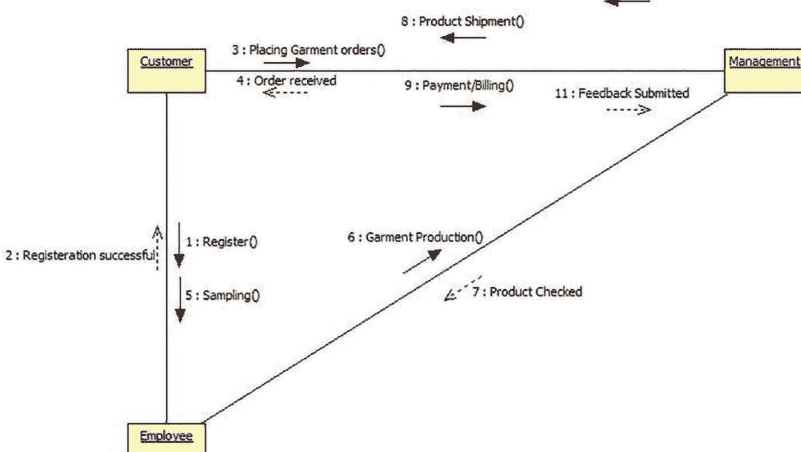 8 : Product Shipment()
3 : Placing Garment orders()
Customer
Management
4 : Order received
9 : Payment/Billing()
11 : Feedback Submitted
6 : Garment Production()
1 : Register()
2 : Registeration successful
7 : Product Checked
5 : Sampling()
Employee